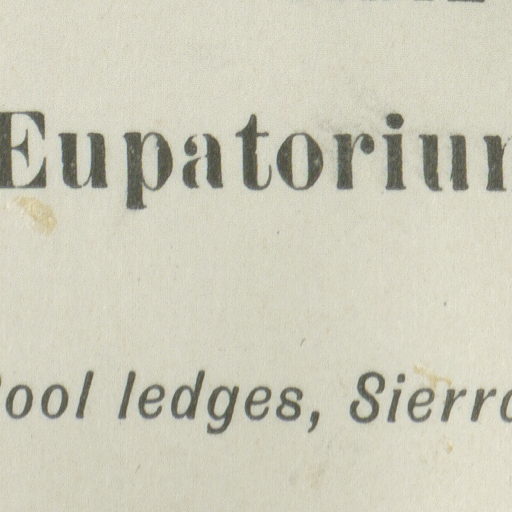 Eupatoriu
ool ledges, Sierr